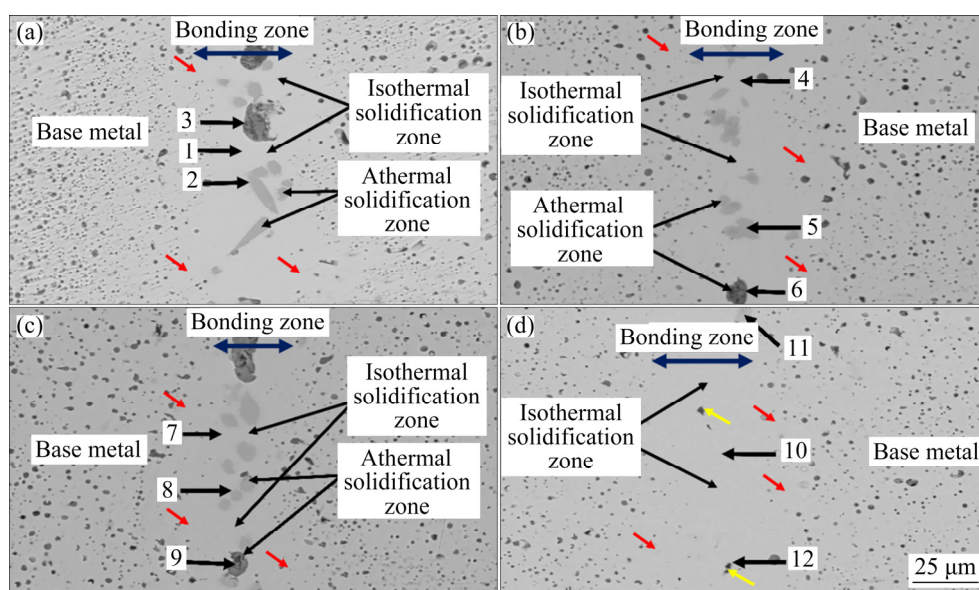 (a)
Bonding zone
Isothermal
solidification
zone
Base metal
3
1
2
Athermal
solidification
zone
(b)
Bonding zone
4
Isothermal
solidification
zone
Base metal
Athermal
solidification
zone
5
6
(c)
Bonding zone
Isothermal
solidification
zone
7
Base metal
Athermal
solidification
zone
8
9
(d)
Bonding zone
11
Isothermal
solidification
zone
10
Base metal
12
25 μm